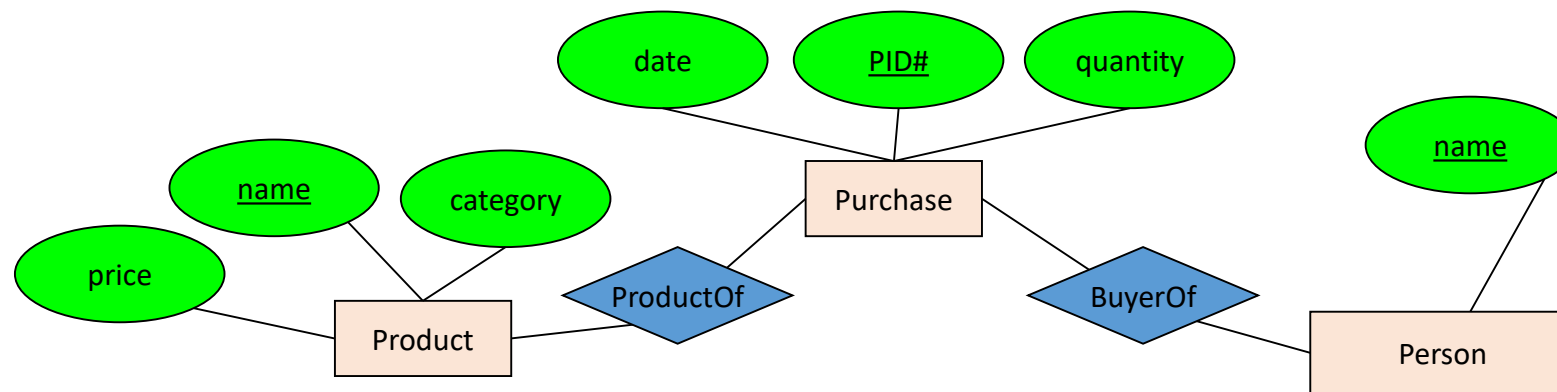 date
PID#
quantity
name
name
category
Purchase
price
ProductOf
BuyerOf
Product
Person